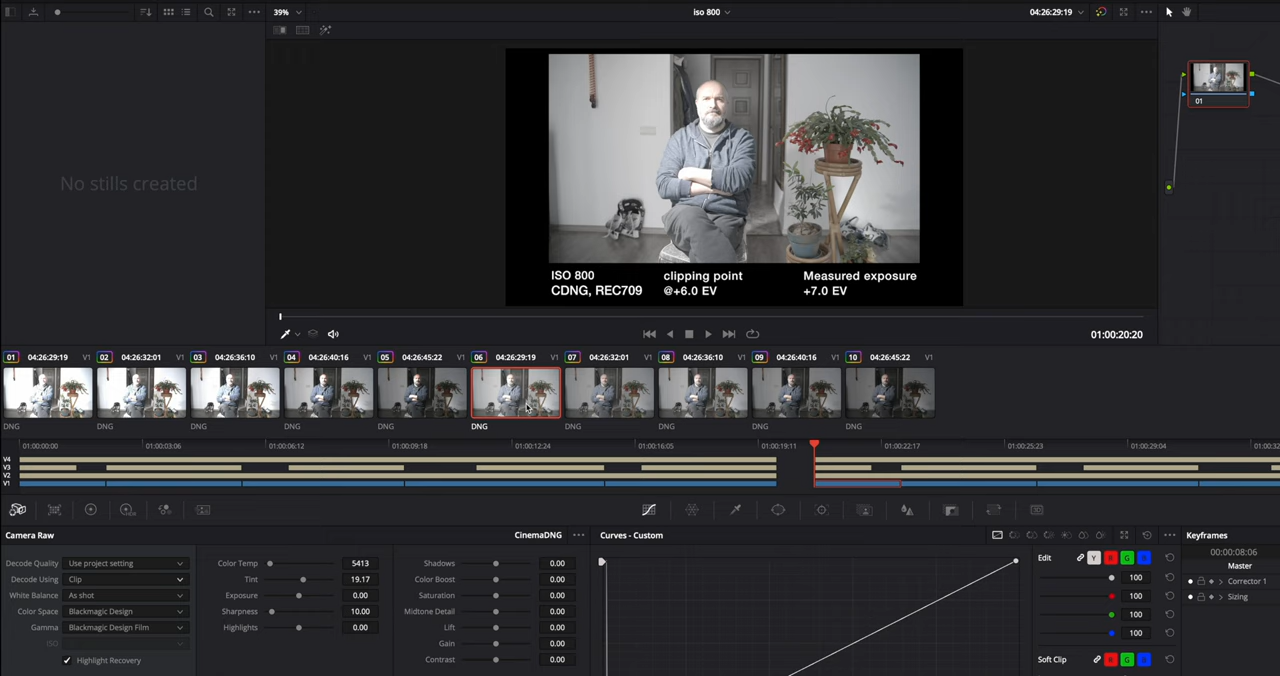 39%
iso 800
04:26:29:19
No stills created
01
ISO 800
CDNG, REC709
clipping point
@+6.0 EV
Measured exposure
+7.0 EV
01:00:20:20
01 04:26:29:19 V1 02 04:26:32:01 V1 03 04:26:36:10 V1 04 04:26:40:16 V1 05 04:26:45:22 V1 06 04:26:29:19 V1 07 04:26:32:01 V1 08 04:26:36:10 V1 09 04:26:40:16 V1 10 04:26:45:22 V1
DNG DNG DNG DNG DNG DNG DNG DNG DNG DNG
01:00:00:00 01:00:03:06 01:00:06:12 01:00:09:18 01:00:12:24 01:00:16:05 01:00:19:11 01:00:22:17 01:00:25:23 01:00:29:04 01:00:32
V4
V3
V2
V1
Camera Raw
CinemaDNG
Decode Quality Use project setting
Decode Using Clip
White Balance As shot
Color Space Blackmagic Design
Gamma Blackmagic Design Film
ISO
Highlight Recovery
Color Temp 5413
Tint 19.17
Exposure 0.00
Sharpness 10.00
Highlights 0.00
Shadows 0.00
Color Boost 0.00
Saturation 0.00
Midtone Detail 0.00
Lift 0.00
Gain 0.00
Contrast 0.00
Curves - Custom
Edit Y R G B
100
100
100
100
Soft Clip R G B
Keyframes
00:00:08:06
Master
Corrector 1
Sizing